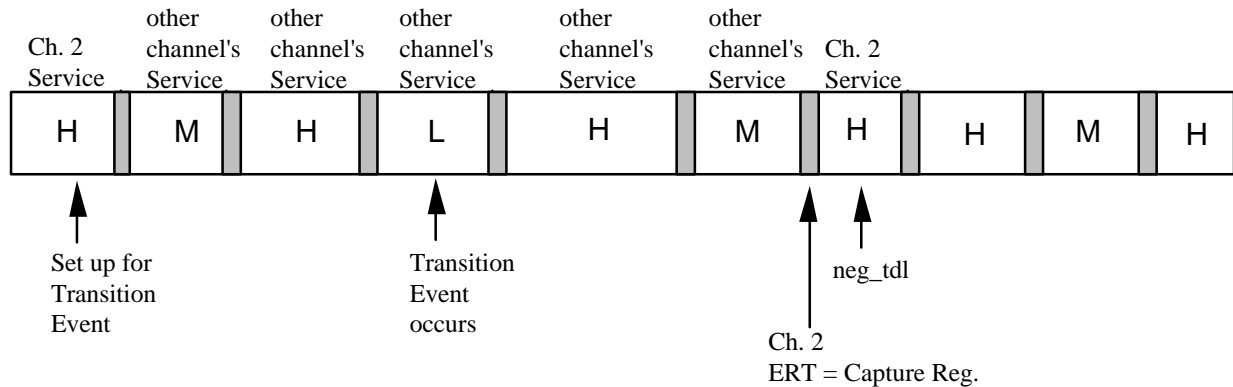 Ch. 2
Service
other
channel's
Service
other
channel's
Service
other
channel's
Service
other
channel's
Service
other
channel's
Service
Ch. 2
Service
H
M
H
L
H
M
H
H
M
H
Set up for
Transition
Event
Transition
Event
occurs
neg_tdl
Ch. 2
ERT = Capture Reg.